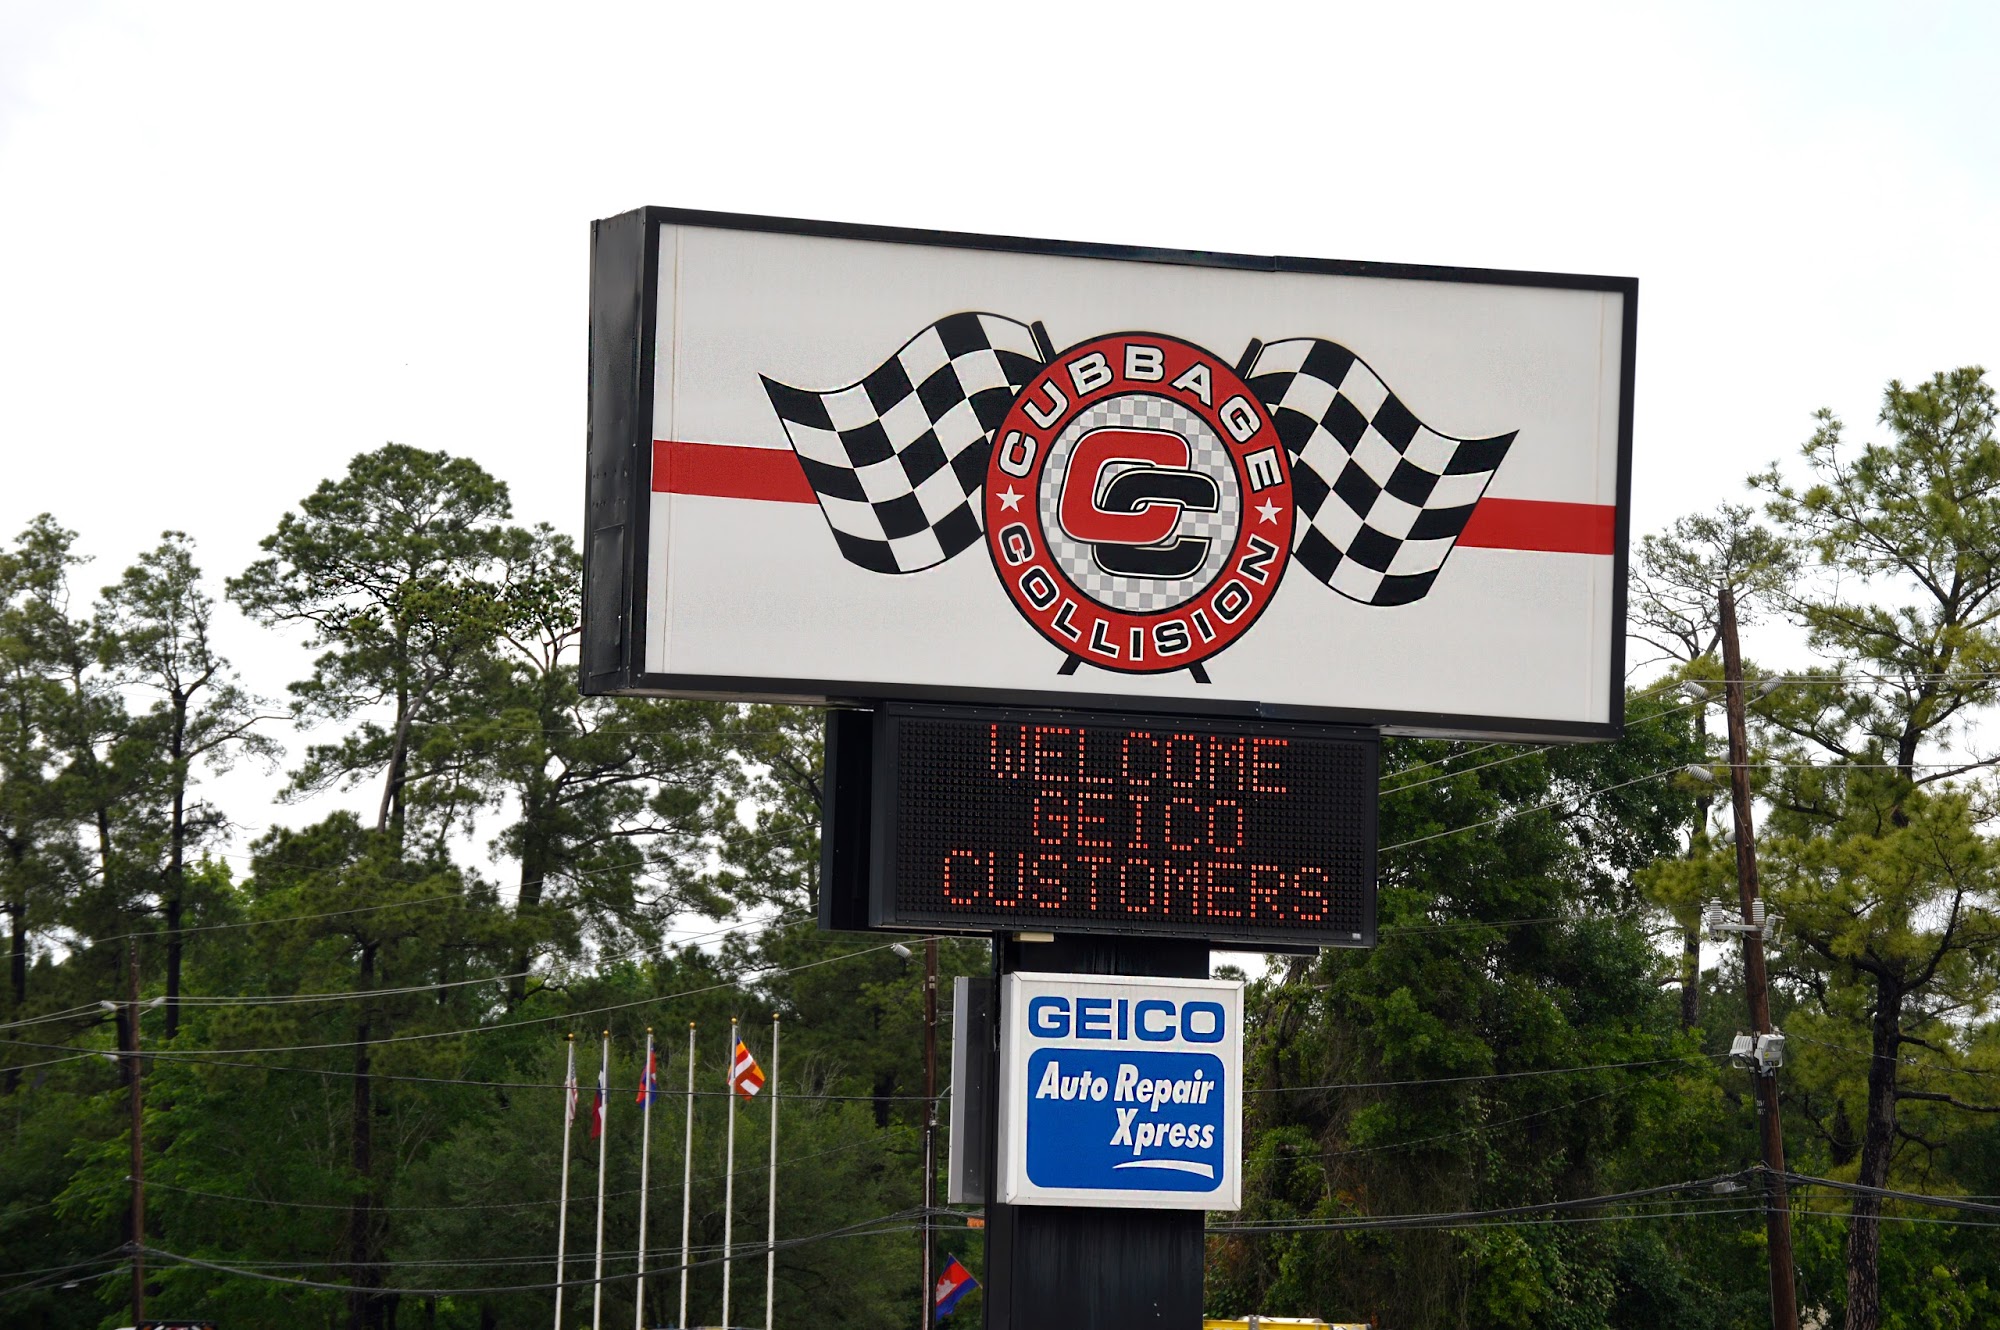 CUBBAGE
CC
COLLISION
WELCOME
GEICO
CUSTOMERS
GEICO
Auto Repair
Xpress